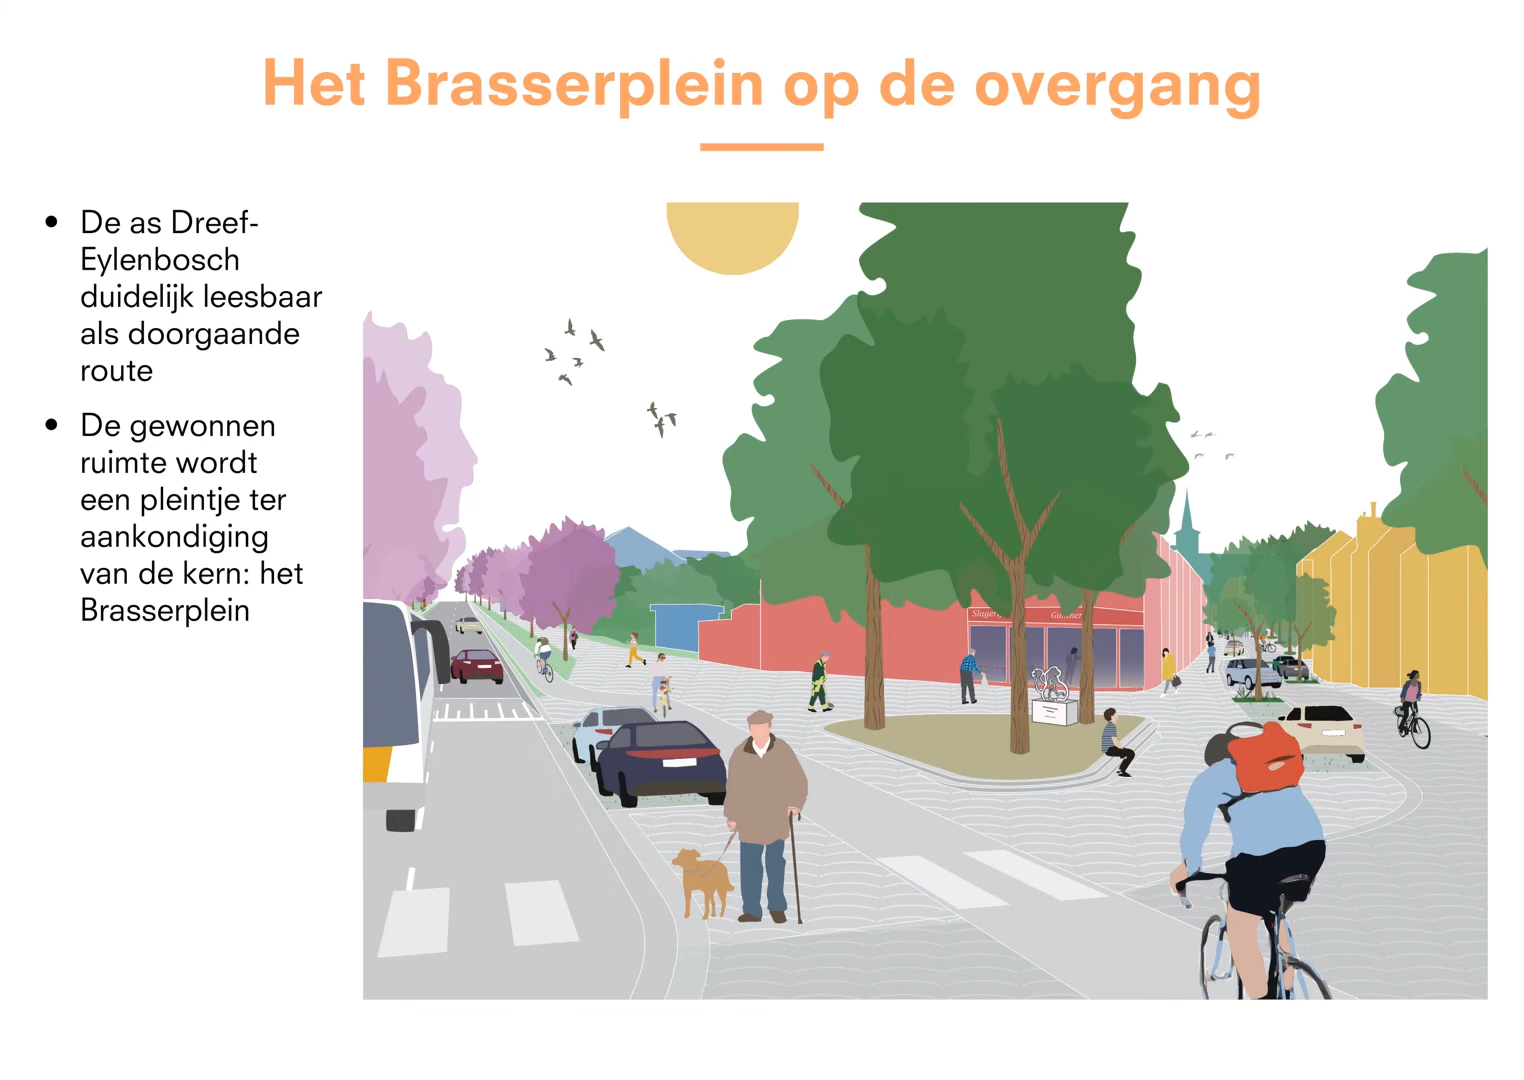 Het Brasserplein op de overgang
• De as Dreef-
Eylenbosch
duidelijk leesbaar
als doorgaande
route
• De gewonnen
ruimte wordt
een pleintje ter
aankondiging
van de kern: het
Brasserplein